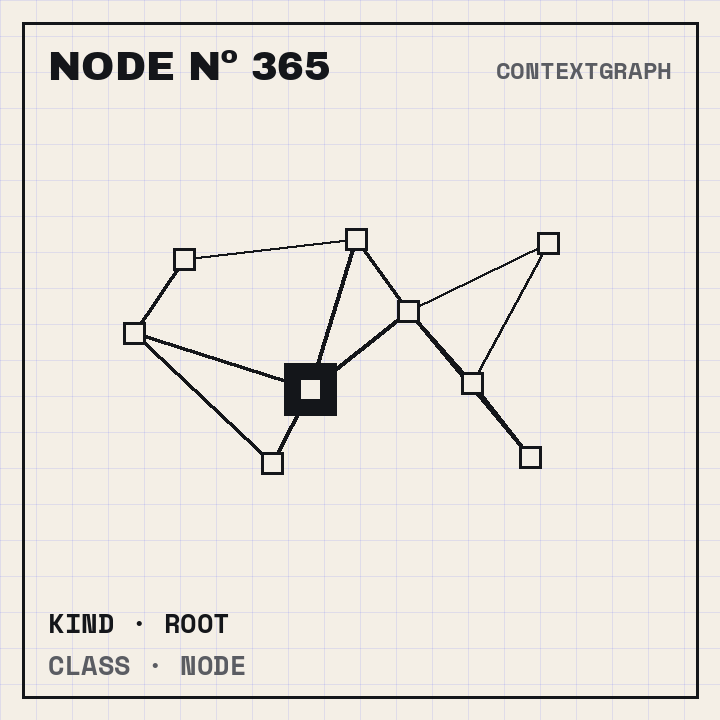 NODE Nº 365
CONTEXTGRAPH
KIND · ROOT
CLASS · NODE